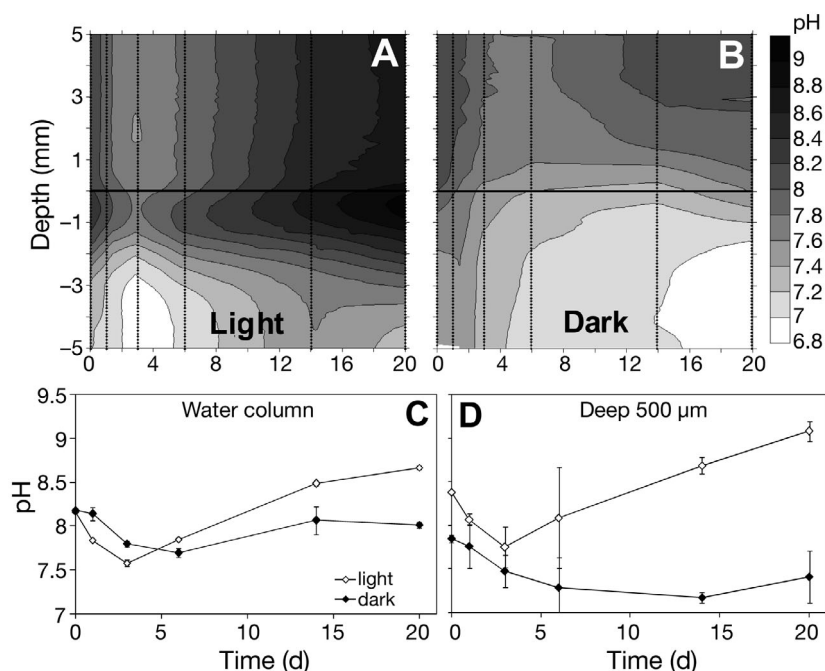 A
B
pH
5
3
1
-1
-3
-5
Depth (mm)
Light
Dark
9
8.8
8.6
8.4
8.2
8
7.8
7.6
7.4
7.2
7
6.8
0 4 8 12 16 20
0 4 8 12 16 20
Water column C
D Deep 500 µm
9.5
9
8.5
8
7.5
7
pH
light
dark
0 5 10 15 20
0 5 10 15 20
Time (d)
Time (d)